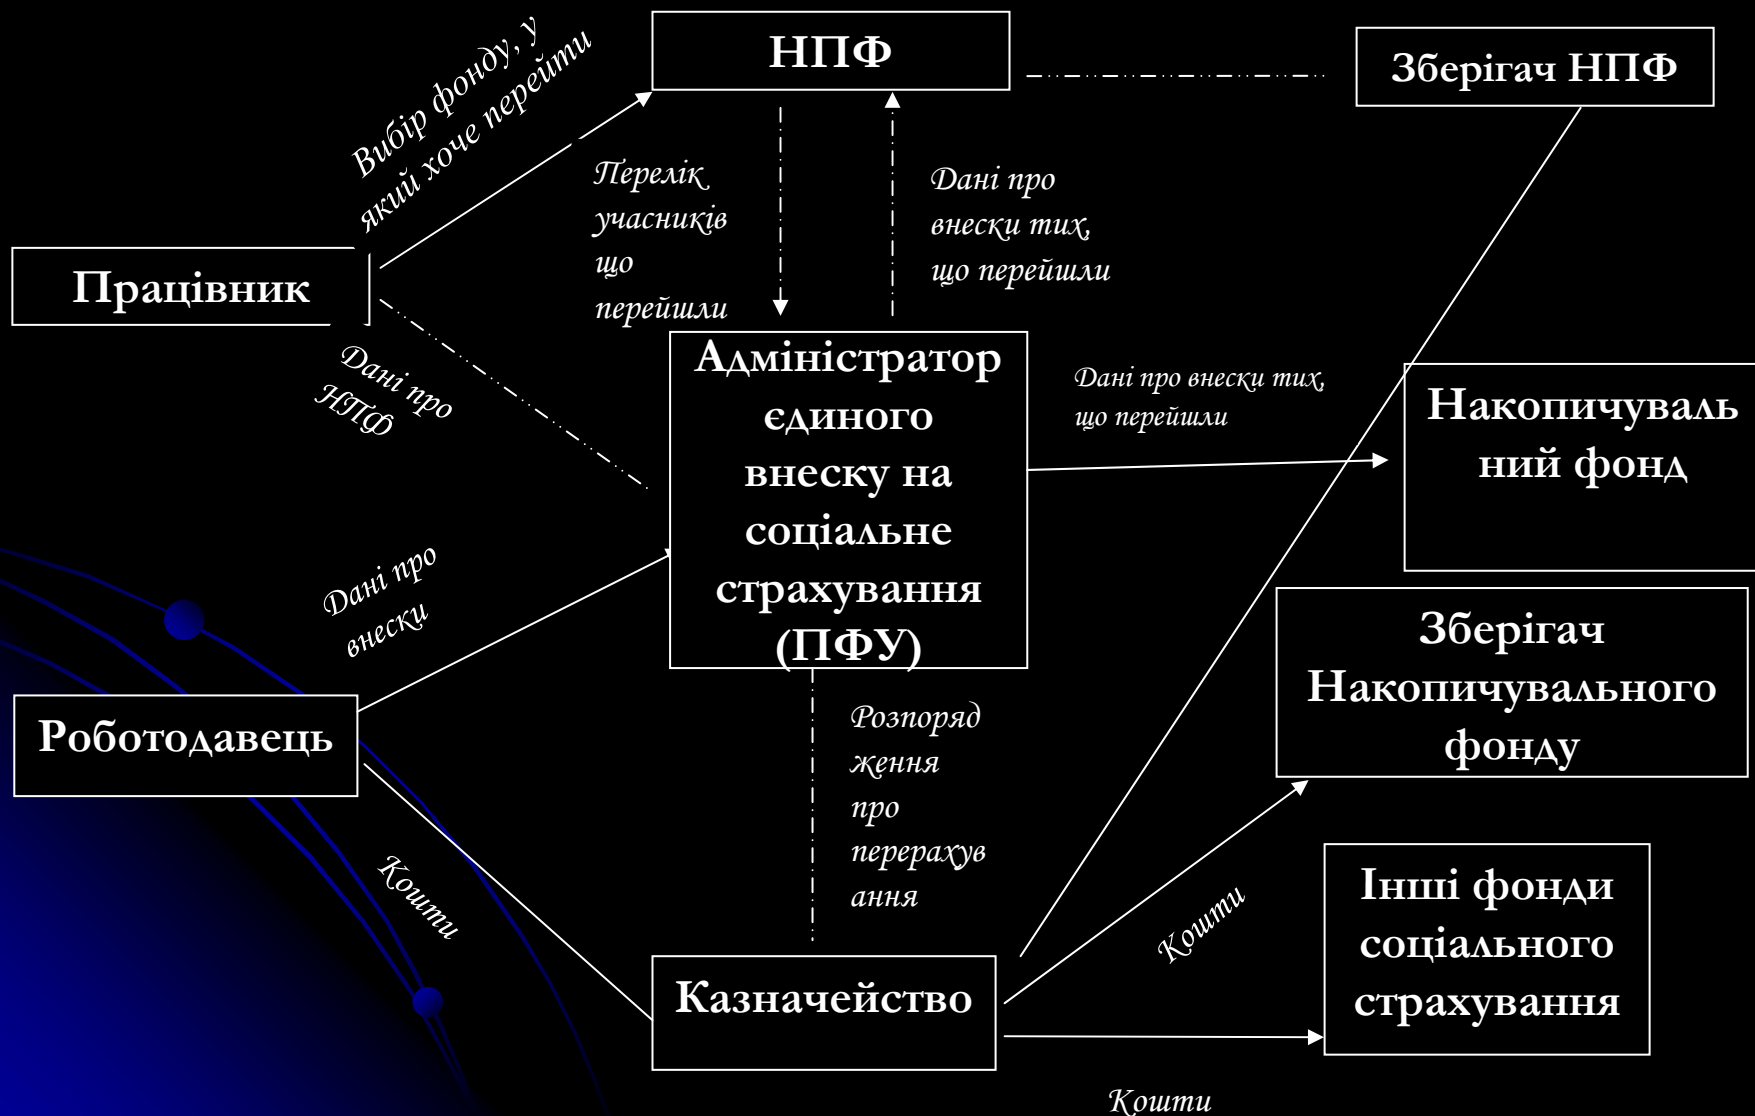 НПФ
Зберігач НПФ
Вибір фонду, у
який хоче перейти
Перелік
учасників
що
перейшли
Дані про
внески тих,
що перейшли
Працівник
Дані про
НПФ
Адміністратор
єдиного
внеску на
соціальне
страхування
(ПФУ)
Дані про внески тих,
що перейшли
Накопичуваль
ний фонд
Дані про
внески
Зберігач
Накопичувального
фонду
Роботодавець
Розпоряд
ження
про
перерахув
ання
Кошти
Кошти
Інші фонди
соціального
страхування
Казначейство
Кошти